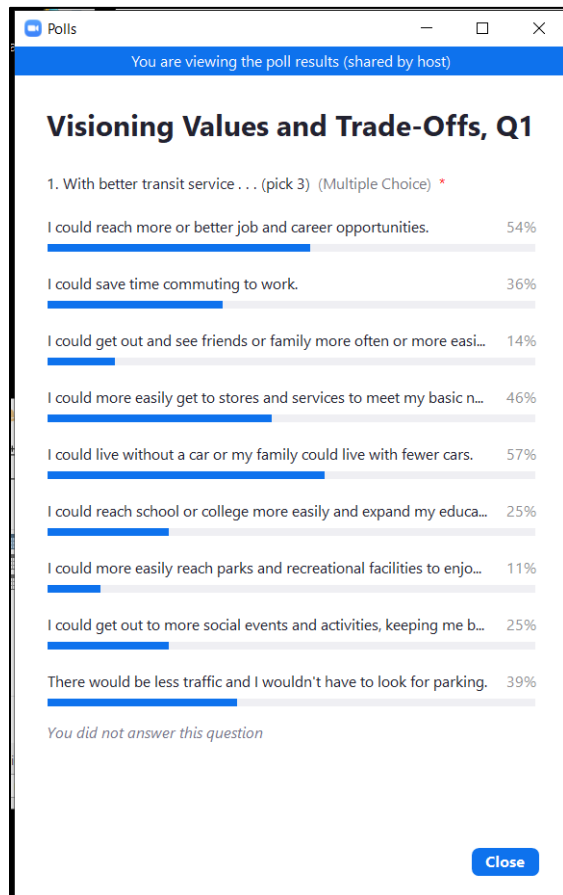 Polls
You are viewing the poll results (shared by host)
Visioning Values and Trade-Offs, Q1
1. With better transit service . . . (pick 3) (Multiple Choice) *
I could reach more or better job and career opportunities. 54%
I could save time commuting to work. 36%
I could get out and see friends or family more often or more easi... 14%
I could more easily get to stores and services to meet my basic n... 46%
I could live without a car or my family could live with fewer cars. 57%
I could reach school or college more easily and expand my educa... 25%
I could more easily reach parks and recreational facilities to enjo... 11%
I could get out to more social events and activities, keeping me b... 25%
There would be less traffic and I wouldn't have to look for parking. 39%
You did not answer this question
Close